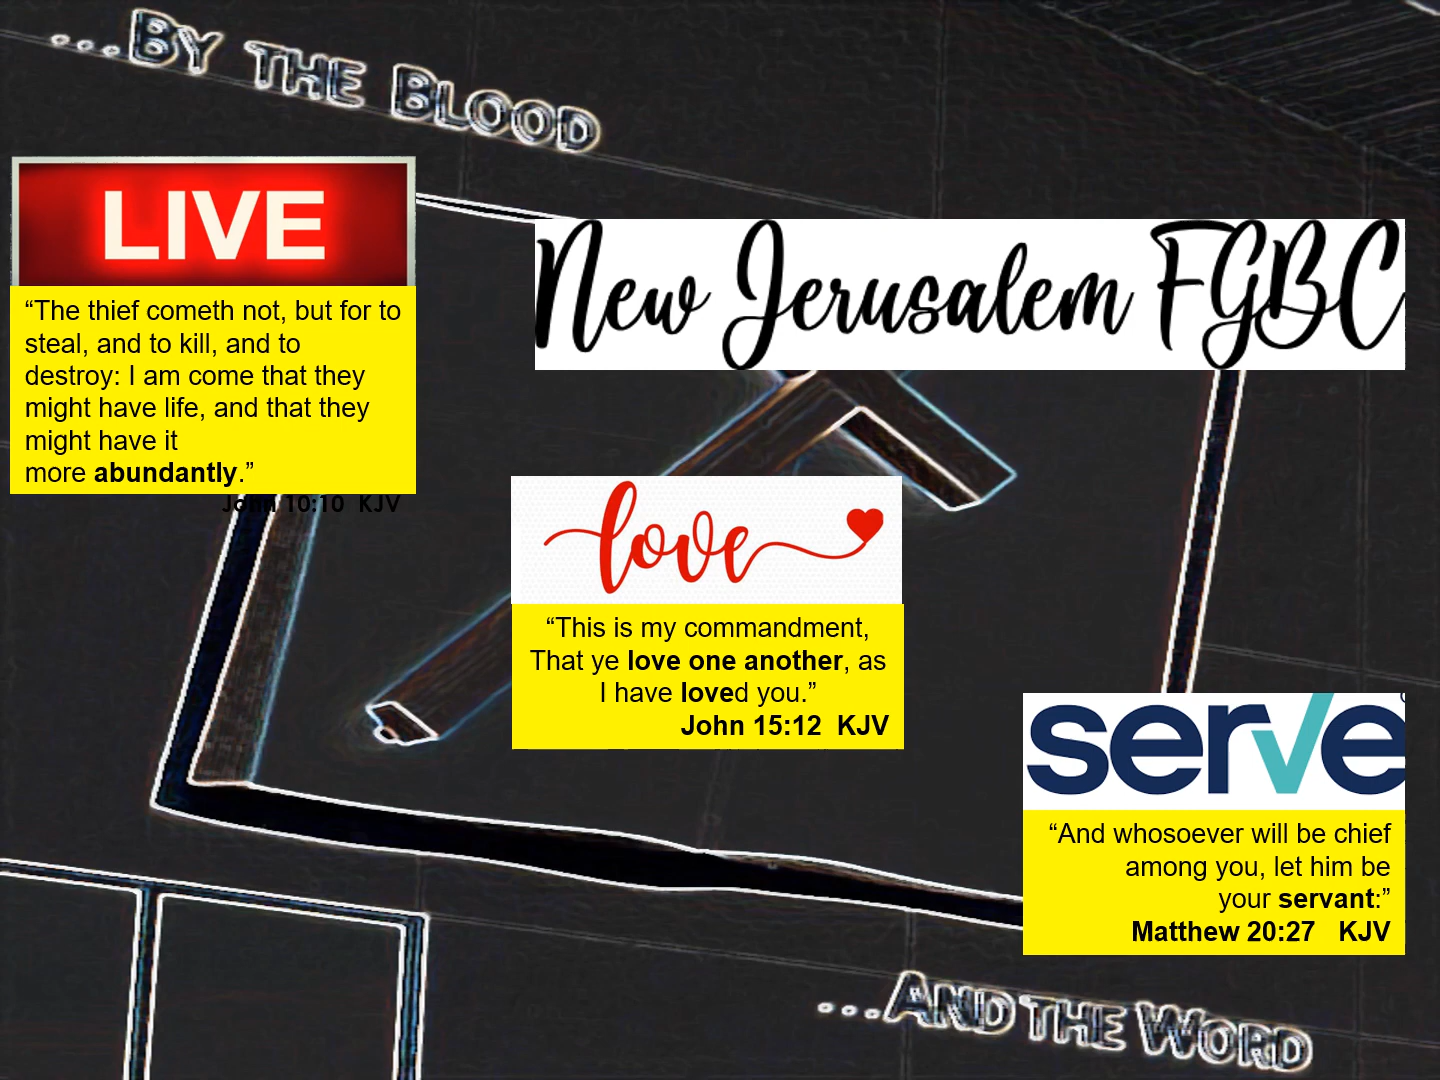 ...BY THE BLOOD
LIVE
“The thief cometh not, but for to
steal, and to kill, and to
destroy: I am come that they
might have life, and that they
might have it
more abundantly.”
John 10:10 KJV
New Jerusalem FGBC
love
“This is my commandment,
That ye love one another, as
I have loved you.”
John 15:12 KJV
serve
“And whosoever will be chief
among you, let him be
your servant:”
Matthew 20:27 KJV
...AND THE WORD